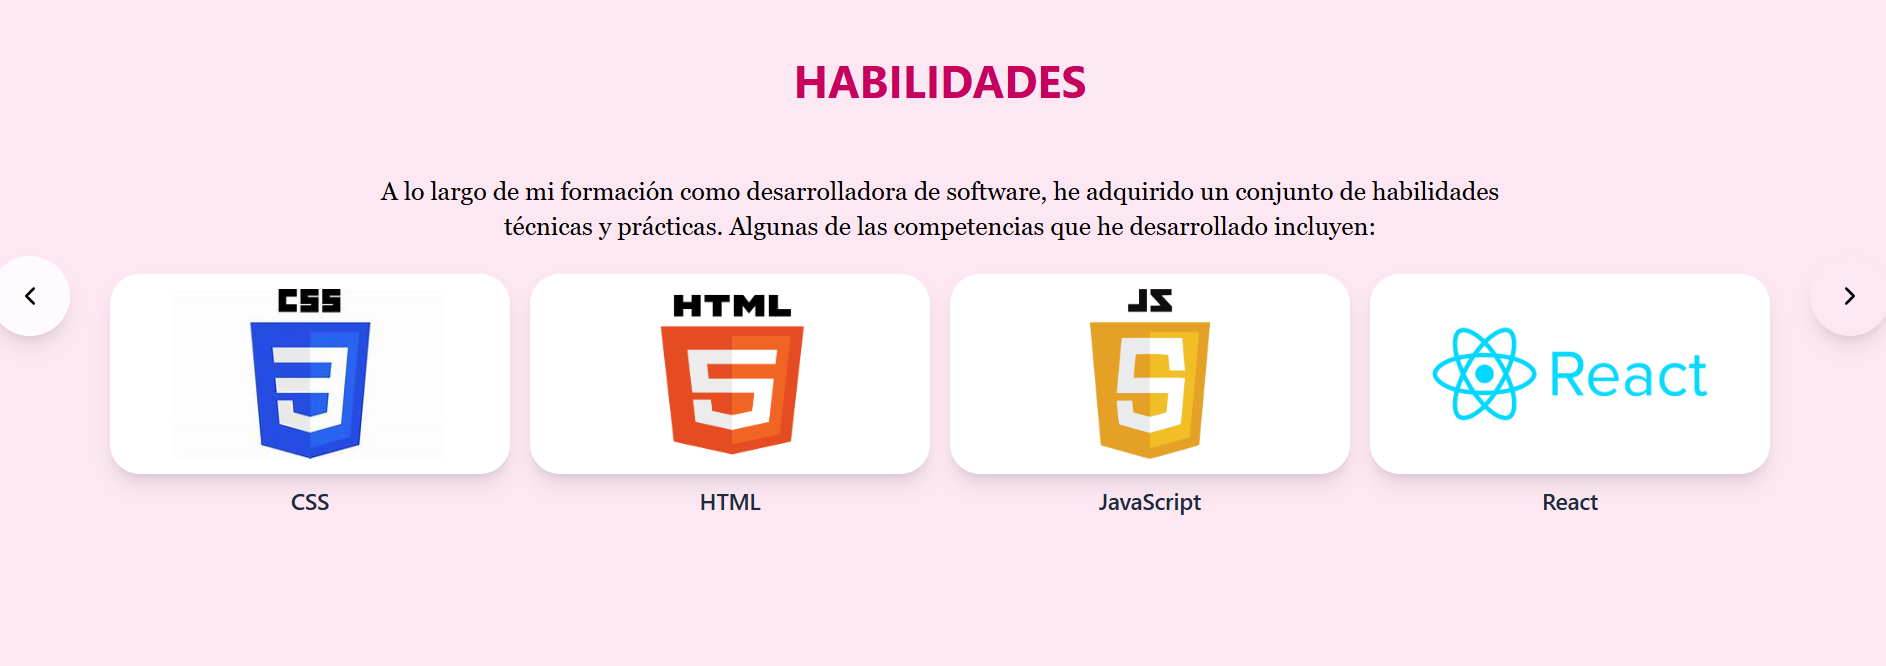 HABILIDADES
A lo largo de mi formación como desarrolladora de software, he adquirido un conjunto de habilidades
técnicas y prácticas. Algunas de las competencias que he desarrollado incluyen:
CSS
HTML
JS
React
CSS
HTML
JavaScript
React